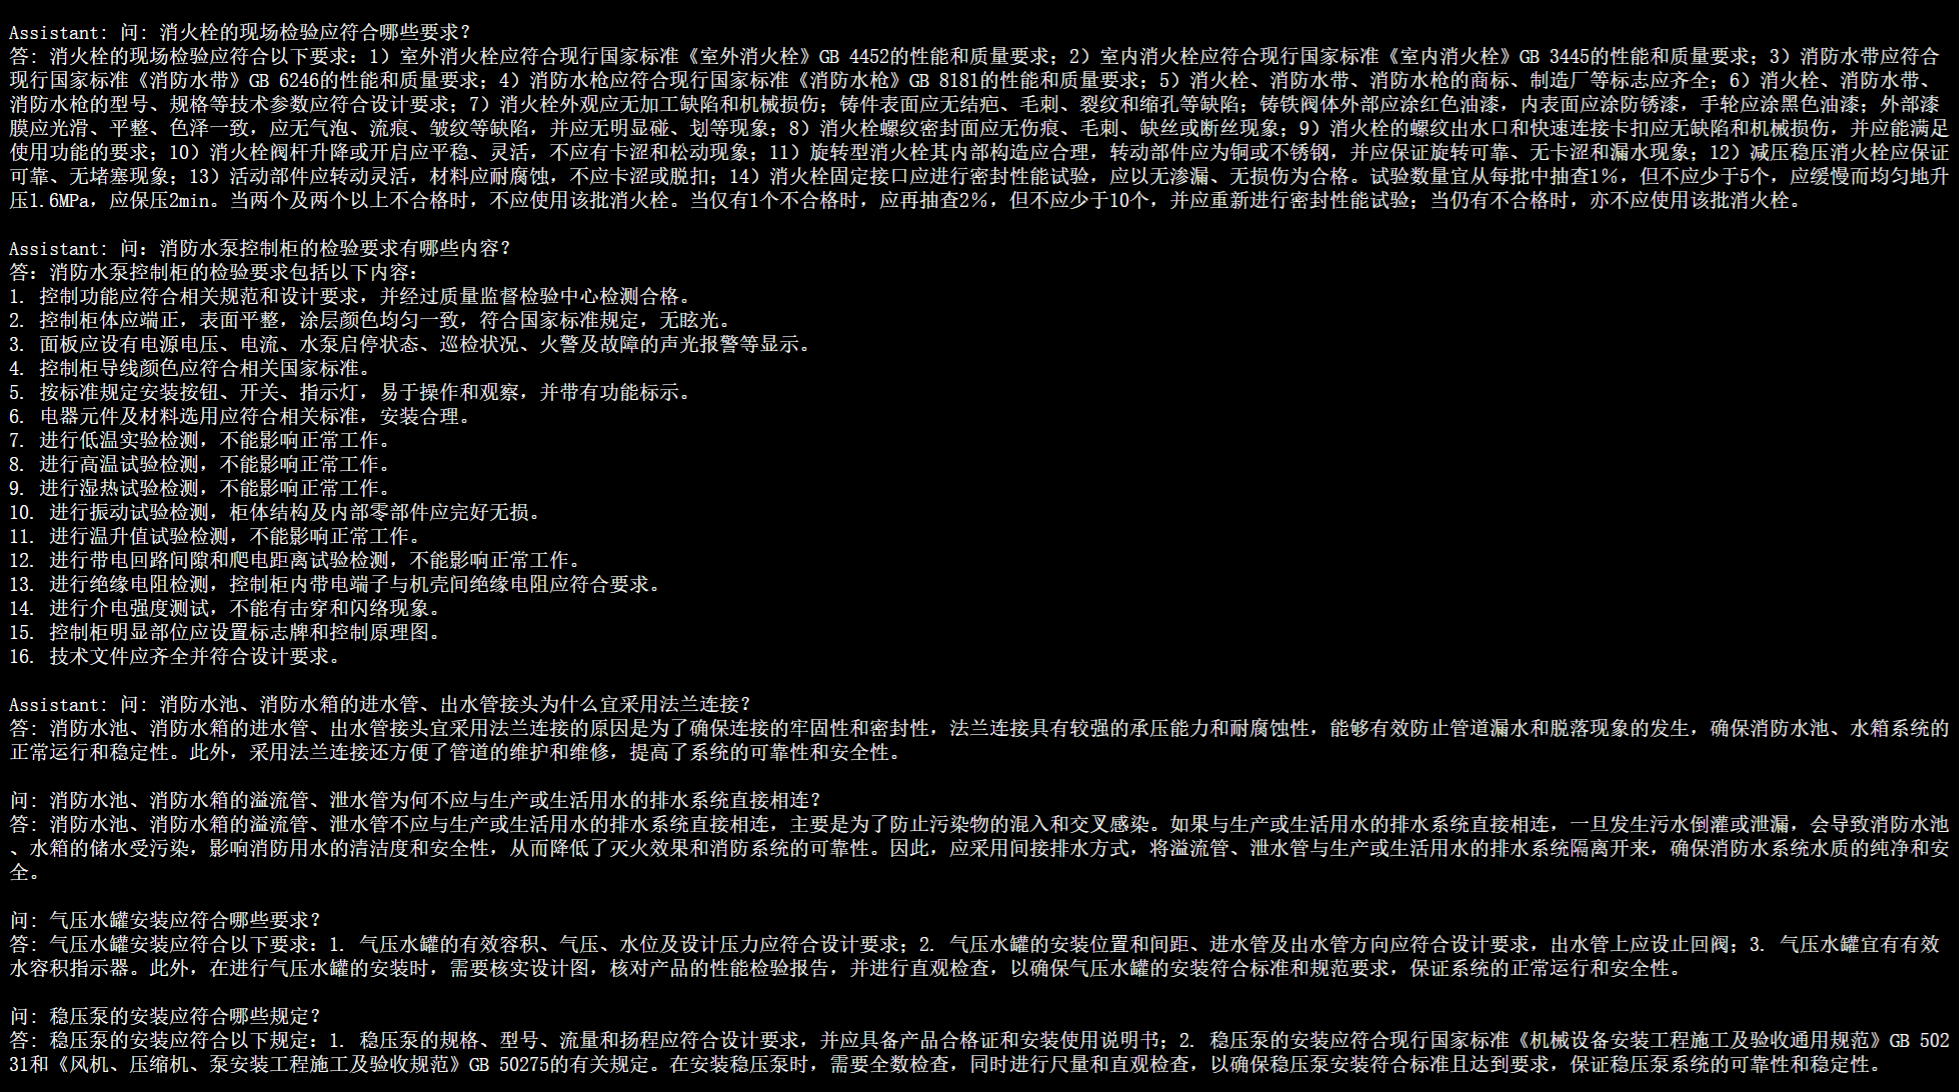 Assistant: 问: 消火栓的现场检验应符合哪些要求?
答: 消火栓的现场检验应符合以下要求：1）室外消火栓应符合现行国家标准《室外消火栓》GB 4452的性能和质量要求；2）室内消火栓应符合现行国家标准《室内消火栓》GB 3445的性能和质量要求；3）消防水带应符合
现行国家标准《消防水带》GB 6246的性能和质量要求；4）消防水枪应符合现行国家标准《消防水枪》GB 8181的性能和质量要求；5）消火栓、消防水带、消防水枪的商标、制造厂等标志应齐全；6）消火栓、消防水带、
消防水枪的型号、规格等技术参数应符合设计要求；7）消火栓外观应无加工缺陷和机械损伤；铸件表面应无结疤、毛刺、裂纹和缩孔等缺陷；铸铁阀体外部应涂红色油漆，内表面应涂防锈漆，手轮应涂黑色油漆；外部漆
膜应光滑、平整、色泽一致，应无气泡、流痕、皱纹等缺陷，并应无明显碰、划等现象；8）消火栓螺纹密封面应无伤痕、毛刺、缺丝或断丝现象；9）消火栓的螺纹出水口和快速连接卡扣应无缺陷和机械损伤，并应能满足
使用功能的要求；10）消火栓阀杆升降或开启应平稳、灵活，不应有卡涩和松动现象；11）旋转型消火栓其内部构造应合理，转动部件应为铜或不锈钢，并应保证旋转可靠、无卡涩和漏水现象；12）减压稳压消火栓应保证
可靠、无堵塞现象；13）活动部件应转动灵活，材料应耐腐蚀，不应卡涩或脱扣；14）消火栓固定接口应进行密封性能试验，应以无渗漏、无损伤为合格。试验数量宜从每批中抽查1％，但不应少于5个，应缓慢而均匀地升
压1.6MPa，应保压2min。当两个及两个以上不合格时，不应使用该批消火栓。当仅有1个不合格时，应再抽查2％，但不应少于10个，并应重新进行密封性能试验；当仍有不合格时，亦不应使用该批消火栓。
Assistant: 问：消防水泵控制柜的检验要求有哪些内容?
答：消防水泵控制柜的检验要求包括以下内容：
1. 控制功能应符合相关规范和设计要求，并经过质量监督检验中心检测合格。
2. 控制柜体应端正，表面平整，涂层颜色均匀一致，符合国家标准规定，无眩光。
3. 面板应设有电源电压、电流、水泵启停状态、巡检状况、火警及故障的声光报警等显示。
4. 控制柜导线颜色应符合相关国家标准。
5. 按标准规定安装按钮、开关、指示灯，易于操作和观察，并带有功能标示。
6. 电器元件及材料选用应符合相关标准，安装合理。
7. 进行低温实验检测，不能影响正常工作。
8. 进行高温试验检测，不能影响正常工作。
9. 进行湿热试验检测，不能影响正常工作。
10. 进行振动试验检测，柜体结构及内部零部件应完好无损。
11. 进行温升值试验检测，不能影响正常工作。
12. 进行带电回路间隙和爬电距离试验检测，不能影响正常工作。
13. 进行绝缘电阻检测，控制柜内带电端子与机壳间绝缘电阻应符合要求。
14. 进行介电强度测试，不能有击穿和闪络现象。
15. 控制柜明显部位应设置标志牌和控制原理图。
16. 技术文件应齐全并符合设计要求。
Assistant: 问: 消防水池、消防水箱的进水管、出水管接头为什么宜采用法兰连接?
答: 消防水池、消防水箱的进水管、出水管接头宜采用法兰连接的原因是为了确保连接的牢固性和密封性，法兰连接具有较强的承压能力和耐腐蚀性，能够有效防止管道漏水和脱落现象的发生，确保消防水池、水箱系统的
正常运行和稳定性。此外，采用法兰连接还方便了管道的维护和维修，提高了系统的可靠性和安全性。
问: 消防水池、消防水箱的溢流管、泄水管为何不应与生产或生活用水的排水系统直接相连?
答: 消防水池、消防水箱的溢流管、泄水管不应与生产或生活用水的排水系统直接相连，主要是为了防止污染物的混入和交叉感染。如果与生产或生活用水的排水系统直接相连，一旦发生污水倒灌或泄漏，会导致消防水池
、水箱的储水受污染，影响消防用水的清洁度和安全性，从而降低了灭火效果和消防系统的可靠性。因此，应采用间接排水方式，将溢流管、泄水管与生产或生活用水的排水系统隔离开来，确保消防水系统水质的纯净和安
全。
问: 气压水罐安装应符合哪些要求?
答: 气压水罐安装应符合以下要求：1. 气压水罐的有效容积、气压、水位及设计压力应符合设计要求；2. 气压水罐的安装位置和间距、进水管及出水管方向应符合设计要求，出水管上应设止回阀；3. 气压水罐宜有有效
水容积指示器。此外，在进行气压水罐的安装时，需要核实设计图，核对产品的性能检验报告，并进行直观检查，以确保气压水罐的安装符合标准和规范要求，保证系统的正常运行和安全性。
问: 稳压泵的安装应符合哪些规定?
答: 稳压泵的安装应符合以下规定：1. 稳压泵的规格、型号、流量和扬程应符合设计要求，并应具备产品合格证和安装使用说明书；2. 稳压泵的安装应符合现行国家标准《机械设备安装工程施工及验收通用规范》GB 502
31和《风机、压缩机、泵安装工程施工及验收规范》GB 50275的有关规定。在安装稳压泵时，需要全数检查，同时进行尺量和直观检查，以确保稳压泵安装符合标准且达到要求，保证稳压泵系统的可靠性和稳定性。